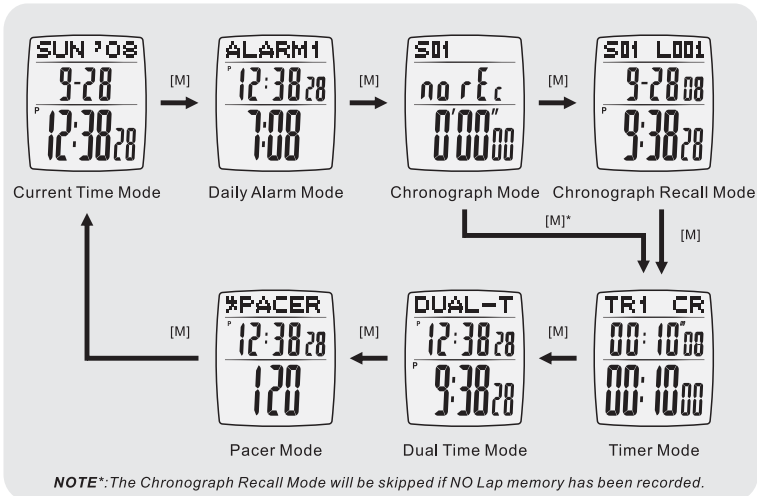 SUN '08
9-28
P 12:38 28
[M]
ALARM1
P 12:38 28
7:08
[M]
S01
no rEc
0'00"00
[M]
S01 L001
9-28 08
P 9:38 28
Current Time Mode
Daily Alarm Mode
Chronograph Mode
Chronograph Recall Mode
[M]*
[M]
[M]
*PACER
P 12:38 28
120
[M]
DUAL-T
P 12:38 28
P 9:38 28
[M]
TR1 CR
00:10"08
00:10 00
Pacer Mode
Dual Time Mode
Timer Mode
NOTE*:The Chronograph Recall Mode will be skipped if NO Lap memory has been recorded.